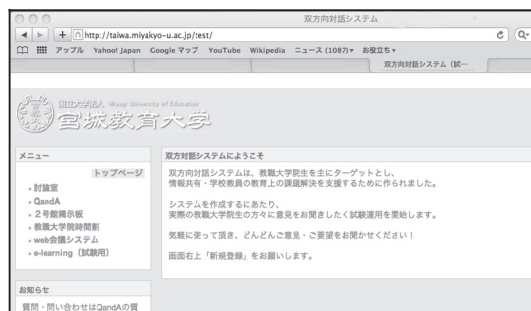 双方向対話システム
http://taiwa.miyakyo-u.ac.jp/test/
アップル Yahoo! Japan Google マップ YouTube Wikipedia ニュース (1087)▾ お役立ち▾
双方向対話システム（試…
国立大学法人 Miyagi University of Education
宮城教育大学
メニュー
トップページ
討論室
QandA
２号館掲示板
教職大学院時間割
web会議システム
e-learning（試験用）
お知らせ
質問・問い合わせはQandAの質
双方対話システムにようこそ
双方向対話システムは、教職大学院生を主にターゲットとし、
情報共有・学校教員の教育上の課題解決を支援するために作られました。
システムを作成するにあたり、
実際の教職大学院生の方々に意見をお聞きしたく試験運用を開始します。
気軽に使って頂き、どんどんご意見・ご要望をお聞かせください！
画面右上「新規登録」をお願いします。